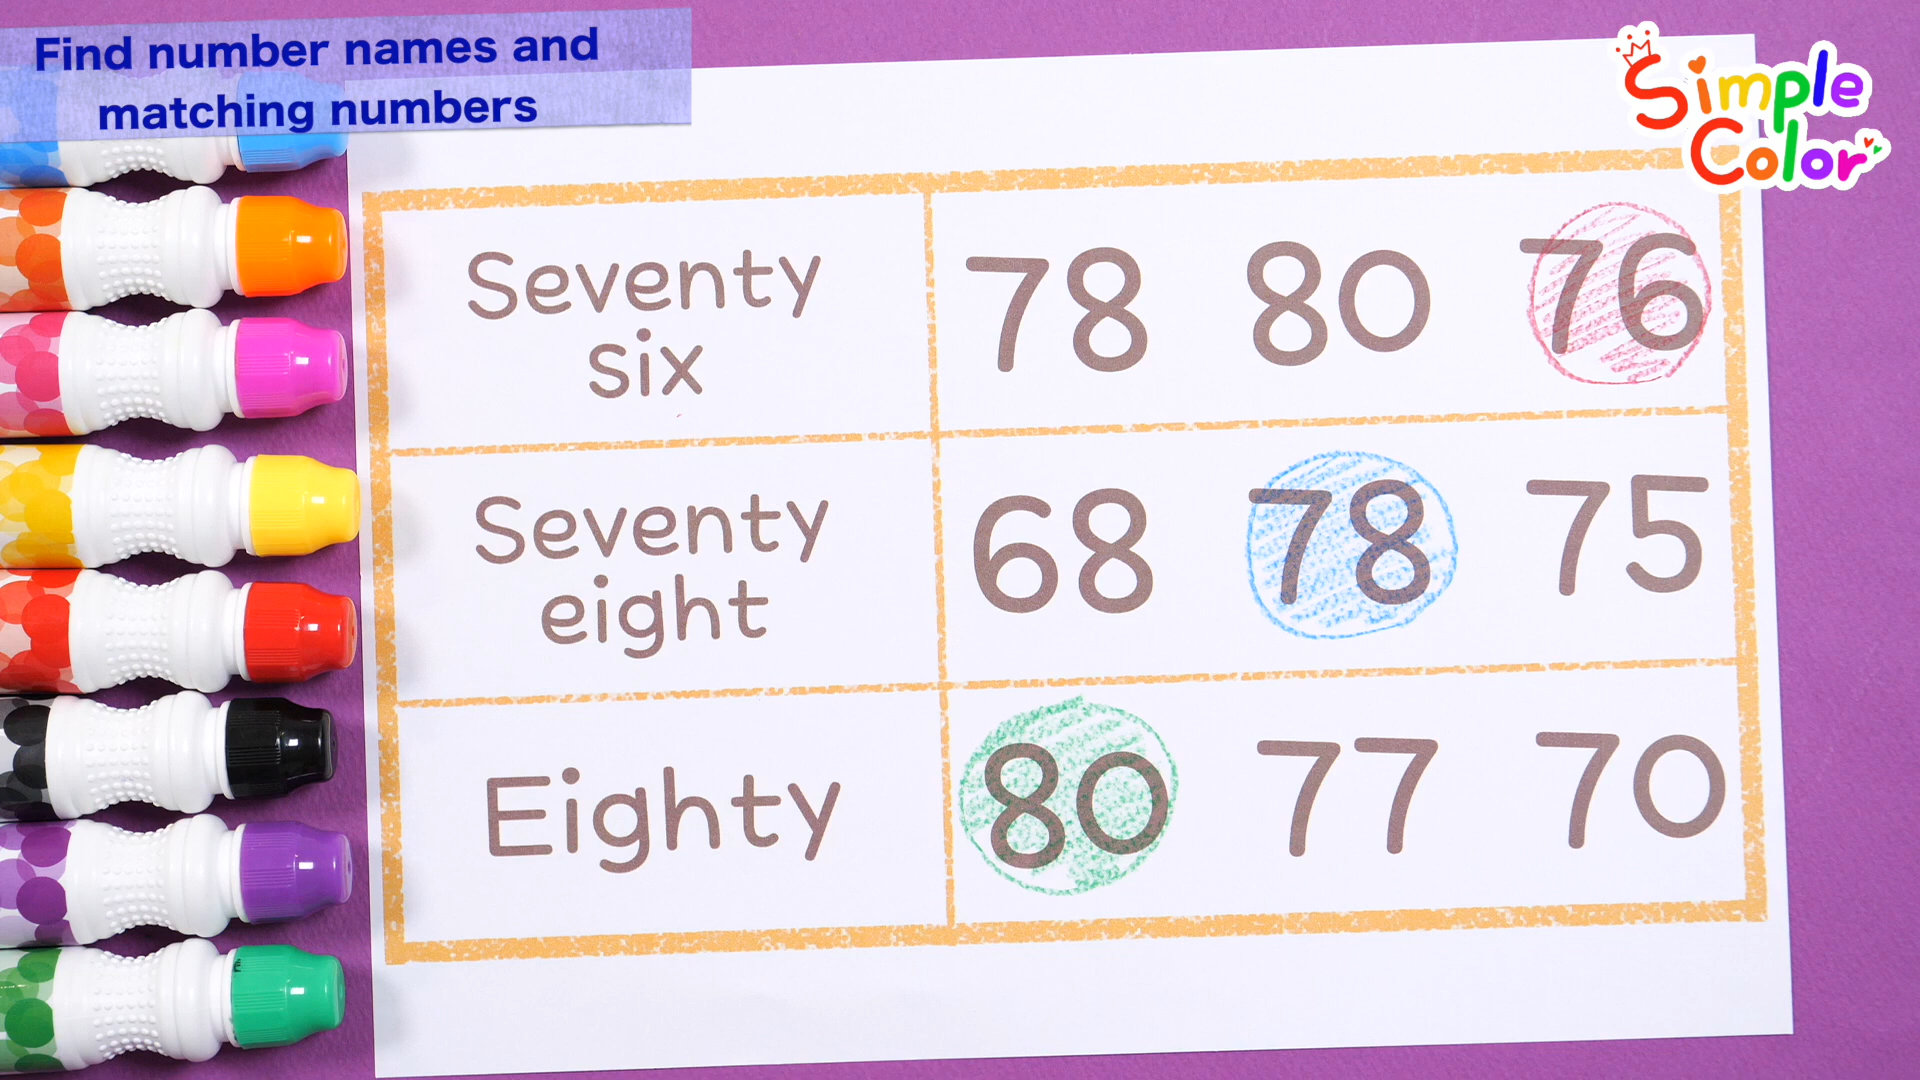 Find number names and
matching numbers
Simple
Color
Seventy
six
78 80 76
Seventy
eight
68 78 75
Eighty
80 77 70